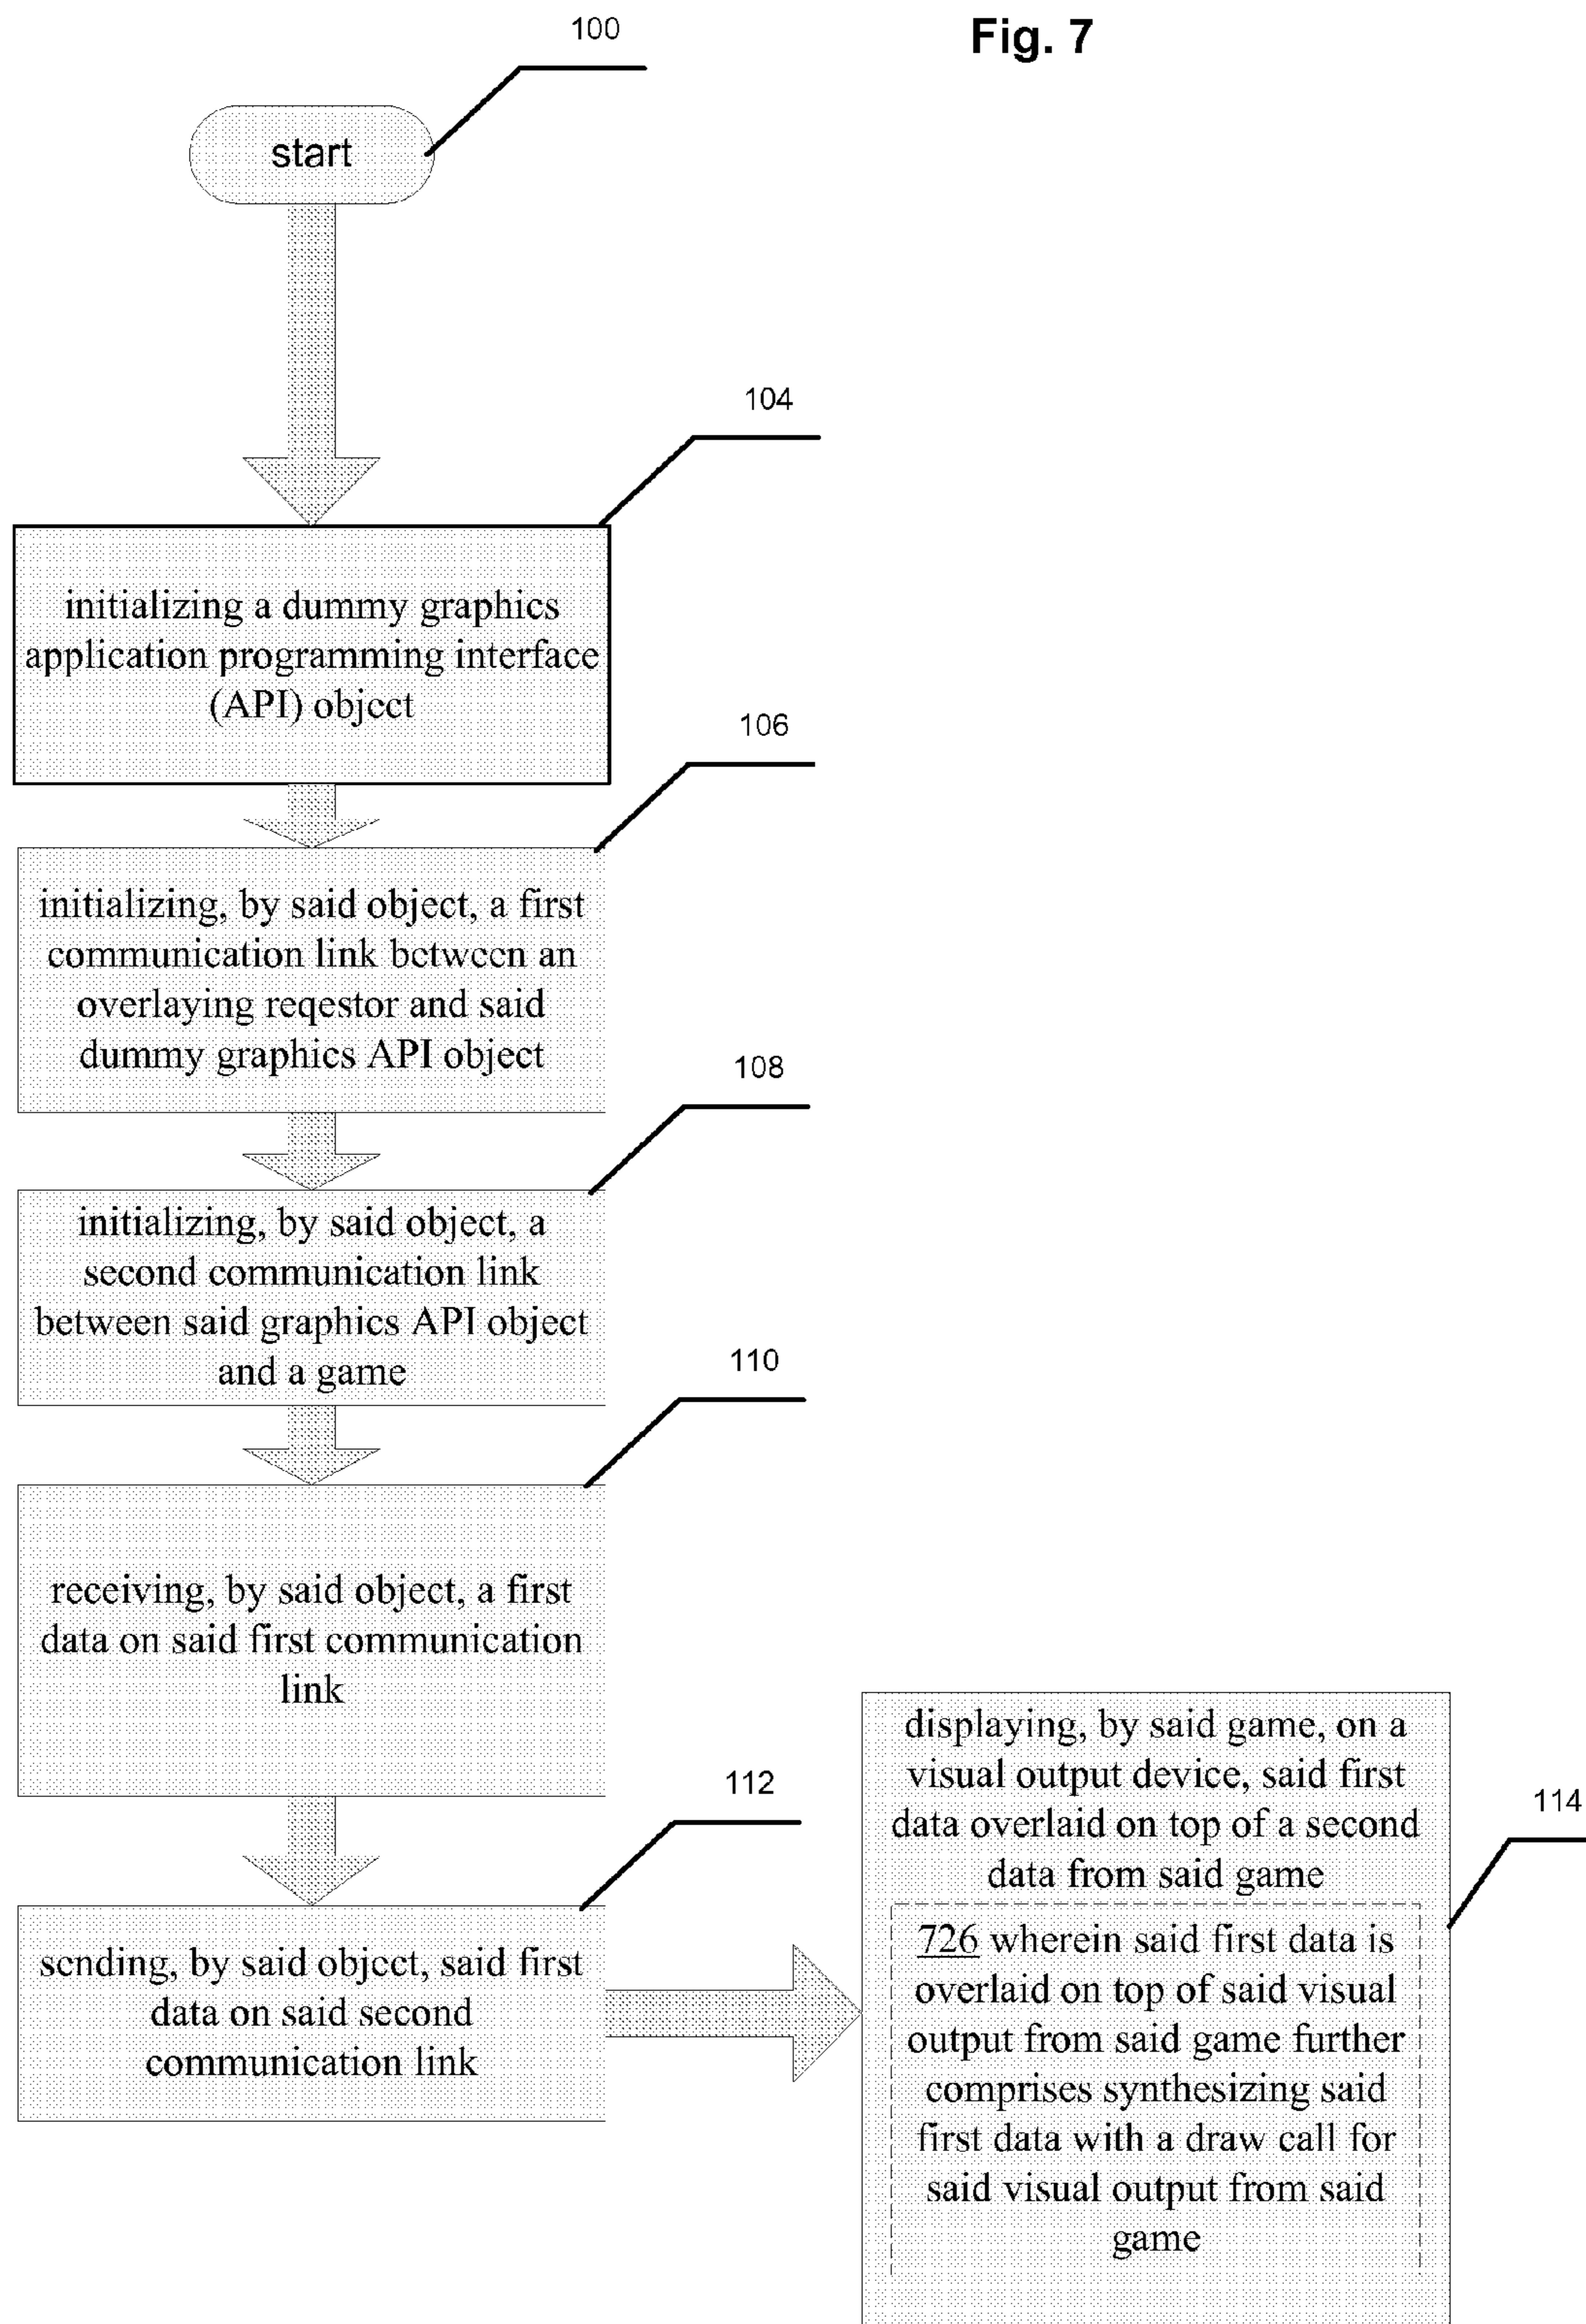 100
Fig. 7
start
104
initializing a dummy graphics
application programming interface
(API) object
106
initializing, by said object, a first
communication link between an
overlaying reqestor and said
dummy graphics API object
108
initializing, by said object, a
second communication link
between said graphics API object
and a game
110
receiving, by said object, a first
data on said first communication
link
112
sending, by said object, said first
data on said second
communication link
displaying, by said game, on a
visual output device, said first
data overlaid on top of a second
data from said game
114
726 wherein said first data is
overlaid on top of said visual
output from said game further
comprises synthesizing said
first data with a draw call for
said visual output from said
game